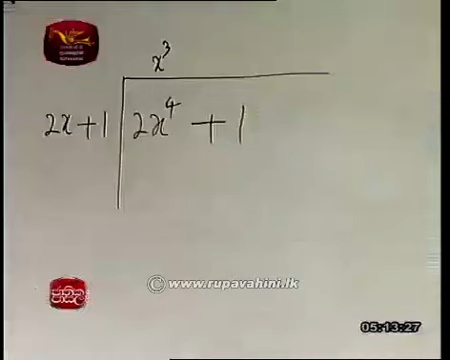 x³
2x + 1 2x⁴ + 1
© www.rupavahini.lk
05:13:27